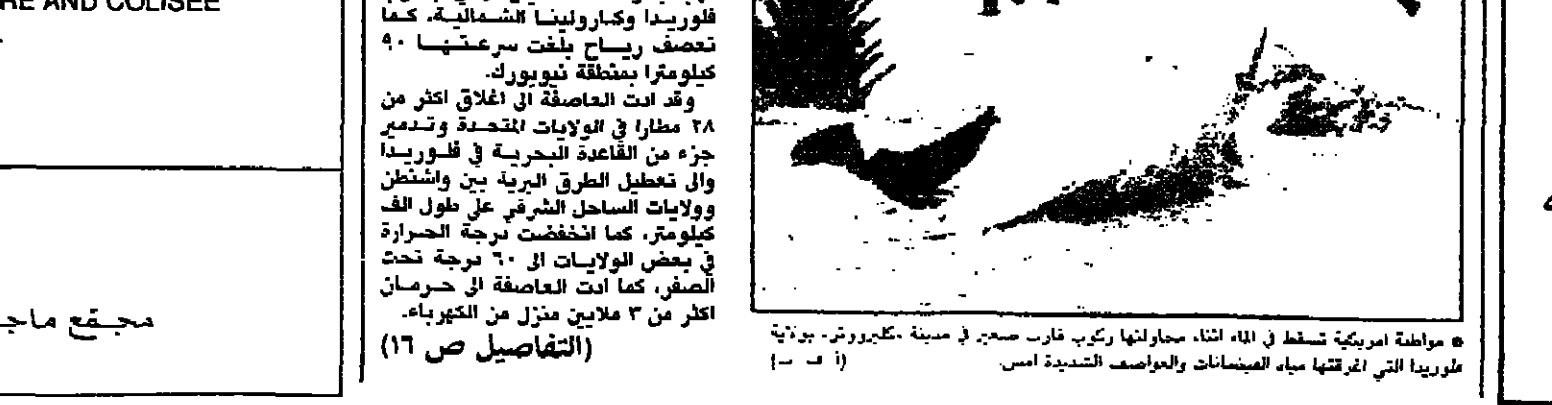 RE AND COLISEE
فلوريدا وكارولينا الشمالية، كما
تعصف رياح بلغت سرعتها ٩٠
كيلومترا بمنطقة نيويورك.
وقد ادت العاصفة الى اغلاق اكثر من
٢٨ مطارا في الولايات المتحدة وتدمير
جزء من القاعدة البحرية في فلوريدا
والى تعطيل الطرق البرية بين واشنطن
وولايات الساحل الشرقي على طول الف
كيلومتر، كما انخفضت درجة الحرارة
في بعض الولايات الى ٦٠ درجة تحت
الصفر، كما ادت العاصفة الى حرمان
اكثر من ٣ ملايين منزل من الكهرباء.
(التفاصيل ص ١٦)
مواطنة امريكية تسقط في الماء اثناء محاولتها ركوب قارب صغير في مدينة كليرووتر، بولاية
فلوريدا التي اغرقتها مياه الفيضانات والعواصف الشديدة امس.
(أ ف ب)
مجمّع ماجـ